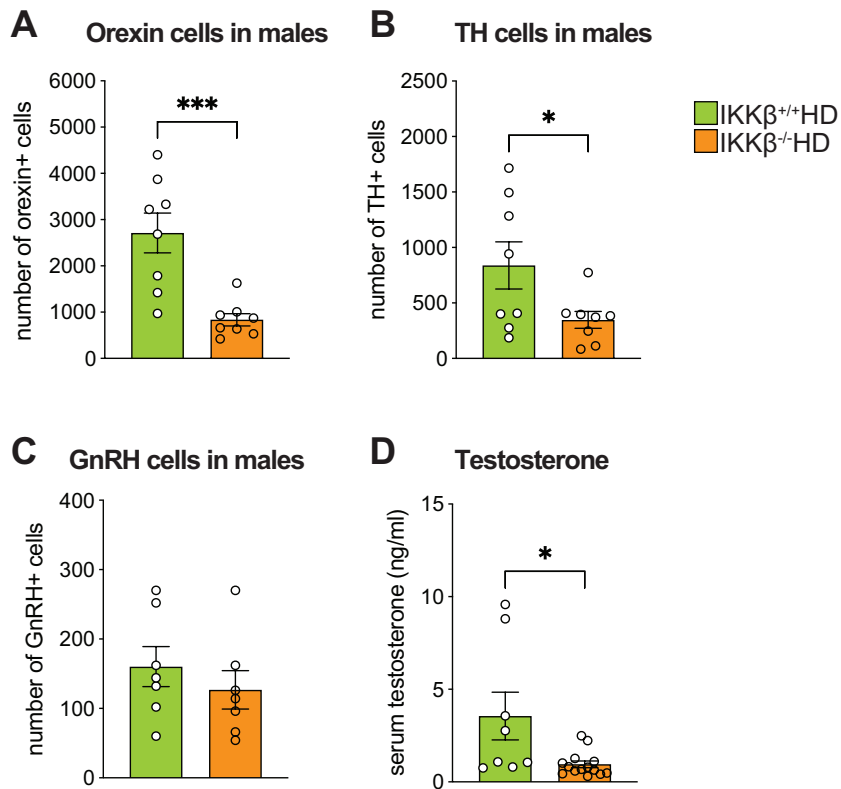 A Orexin cells in males
number of orexin+ cells
6000
5000
4000
3000
2000
1000
0
***
B TH cells in males
number of TH+ cells
2500
2000
1500
1000
500
0
*
IKKβ+/+HD
IKKβ-/-HD
C GnRH cells in males
number of GnRH+ cells
400
300
200
100
0
D Testosterone
serum testosterone (ng/ml)
15
10
5
0
*